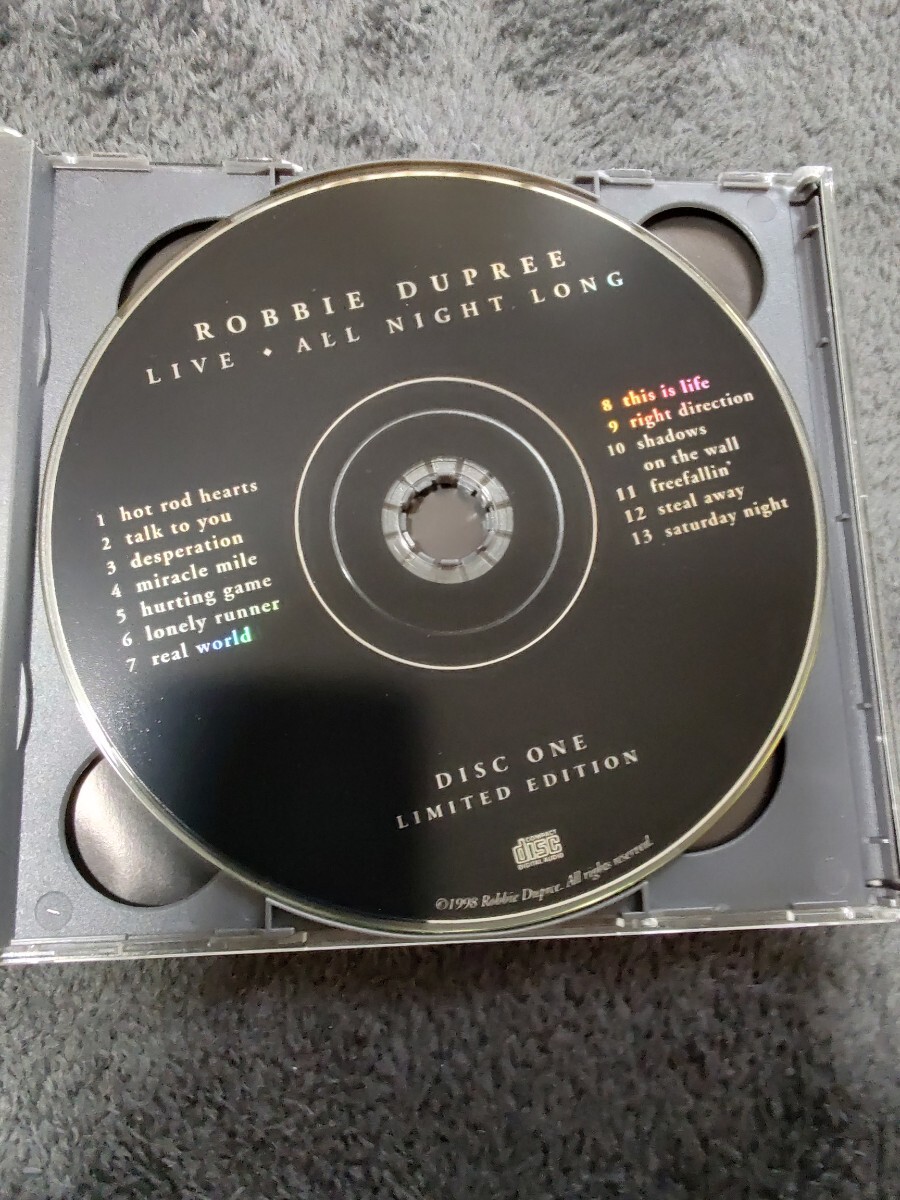 ROBBIE DUPREE
LIVE ◆ ALL NIGHT LONG
1 hot rod hearts
2 talk to you
3 desperation
4 miracle mile
5 hurting game
6 lonely runner
7 real world
8 this is life
9 right direction
10 shadows
on the wall
11 freefallin'
12 steal away
13 saturday night
DISC ONE
LIMITED EDITION
COMPACT
disc
DIGITAL AUDIO
©1998 Robbie Dupree. All rights reserved.